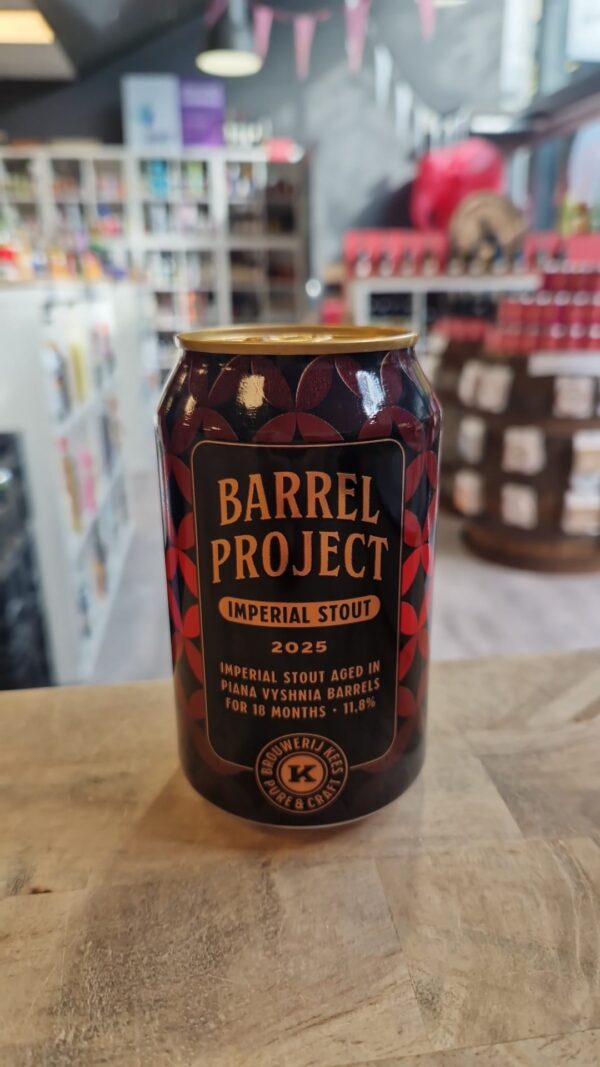 BARREL
PROJECT
IMPERIAL STOUT
2025
IMPERIAL STOUT AGED IN
PIANA VYSHNIA BARRELS
FOR 18 MONTHS • 11,8%
BROUWERIJ KEES
K
PURE & CRAFT